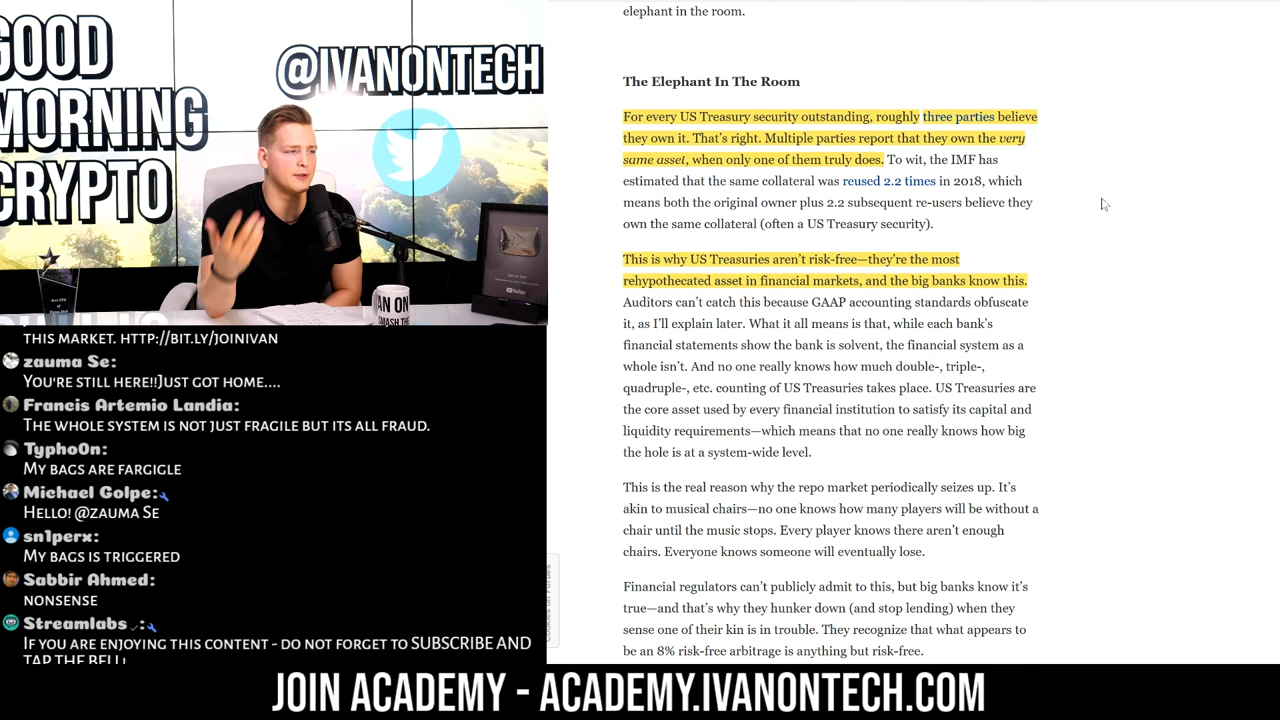 GOOD
MORNING
CRYPTO
@IVANONTECH
YouTube
AN ON
SMASH THE
THIS MARKET. HTTP://BIT.LY/JOINIVAN
zauma Se:
YOU'RE STILL HERE!!JUST GOT HOME....
Francis Artemio Landia:
THE WHOLE SYSTEM IS NOT JUST FRAGILE BUT ITS ALL FRAUD.
Typho0n:
MY BAGS ARE FARGIGLE
Michael Golpe:
HELLO! @ZAUMA SE
sn1perx:
MY BAGS IS TRIGGERED
Sabbir Ahmed:
NONSENSE
Streamlabs :
IF YOU ARE ENJOYING THIS CONTENT - DO NOT FORGET TO SUBSCRIBE AND
TAP THE BELL!
elephant in the room.
The Elephant In The Room
For every US Treasury security outstanding, roughly three parties believe
they own it. That's right. Multiple parties report that they own the very
same asset, when only one of them truly does. To wit, the IMF has
estimated that the same collateral was reused 2.2 times in 2018, which
means both the original owner plus 2.2 subsequent re-users believe they
own the same collateral (often a US Treasury security).
This is why US Treasuries aren't risk-free—they're the most
rehypothecated asset in financial markets, and the big banks know this.
Auditors can't catch this because GAAP accounting standards obfuscate
it, as I'll explain later. What it all means is that, while each bank's
financial statements show the bank is solvent, the financial system as a
whole isn't. And no one really knows how much double-, triple-,
quadruple-, etc. counting of US Treasuries takes place. US Treasuries are
the core asset used by every financial institution to satisfy its capital and
liquidity requirements—which means that no one really knows how big
the hole is at a system-wide level.
This is the real reason why the repo market periodically seizes up. It's
akin to musical chairs—no one knows how many players will be without a
chair until the music stops. Every player knows there aren't enough
chairs. Everyone knows someone will eventually lose.
Financial regulators can't publicly admit to this, but big banks know it's
true—and that's why they hunker down (and stop lending) when they
sense one of their kin is in trouble. They recognize that what appears to
be an 8% risk-free arbitrage is anything but risk-free.
Cookies on Forbes
JOIN ACADEMY - ACADEMY.IVANONTECH.COM